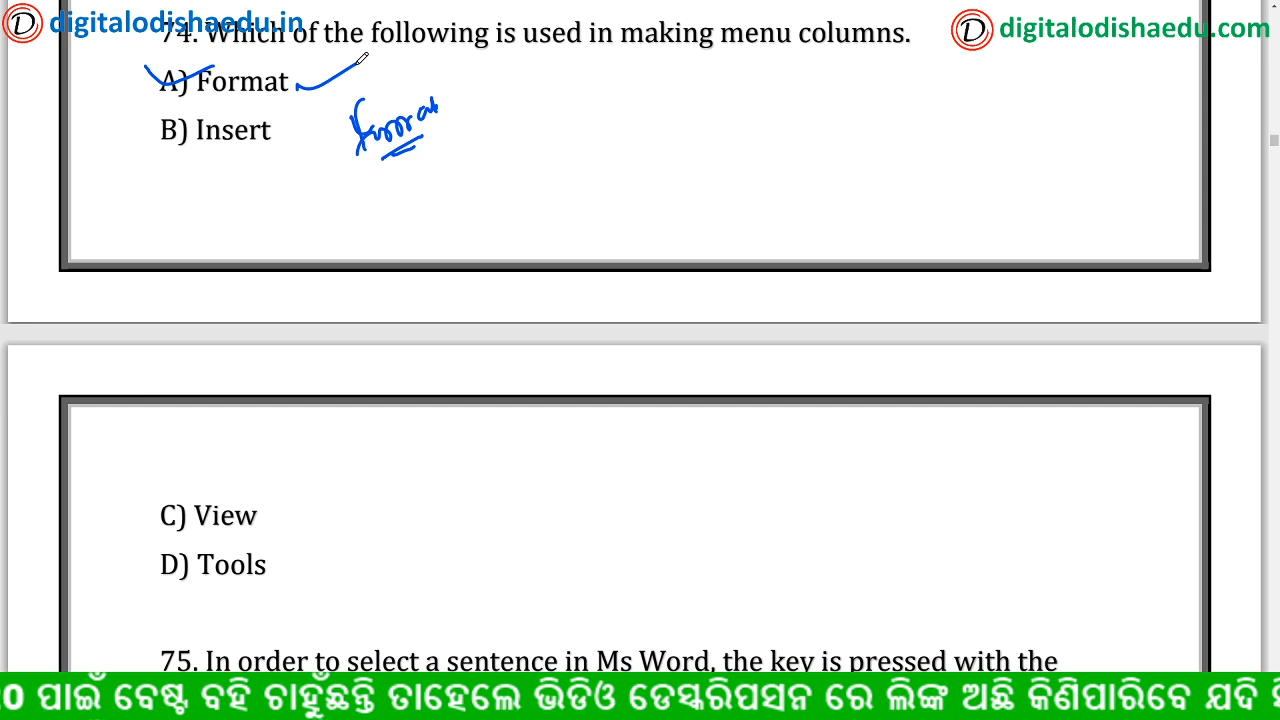 digitalodishaedu.in
digitalodishaedu.com
74. Which of the following is used in making menu columns.
A) Format
B) Insert
format
C) View
D) Tools
75. In order to select a sentence in Ms Word, the key is pressed with the
0 ପାଇଁ ବେଷ୍ଟ ବହି ଚାହୁଁଛନ୍ତି ତାହେଲେ ଭିଡିଓ ଡେସ୍କରିପସନ ରେ ଲିଙ୍କ ଅଛି କିଣିପାରିବେ ଯଦି